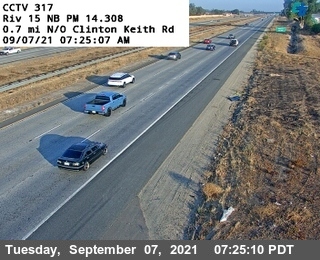 CCTV 317
Riv 15 NB PM 14.308
0.7 mi N/O Clinton Keith Rd
09/07/21 07:25:07 AM
Tuesday, September 07, 2021 07:25:10 PDT